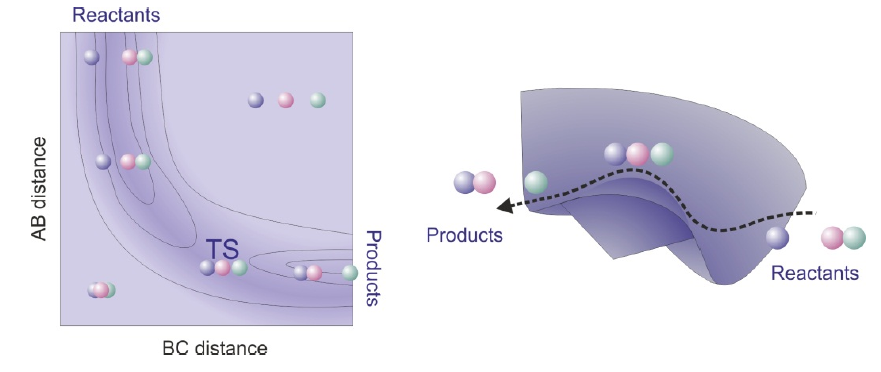 Reactants
AB distance
TS
Products
BC distance
Products
Reactants